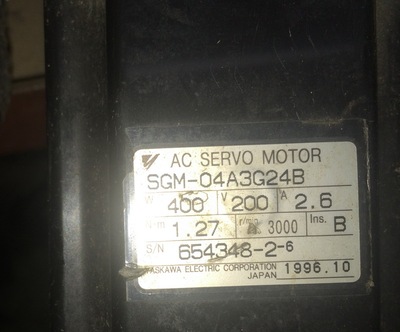 AC SERVO MOTOR
SGM-04A3G24B
W 400 V 200 A 2.6
N·m 1.27 r/min 3000 Ins. B
S/N 654348-2-6
YASKAWA ELECTRIC CORPORATION 1996.10
JAPAN